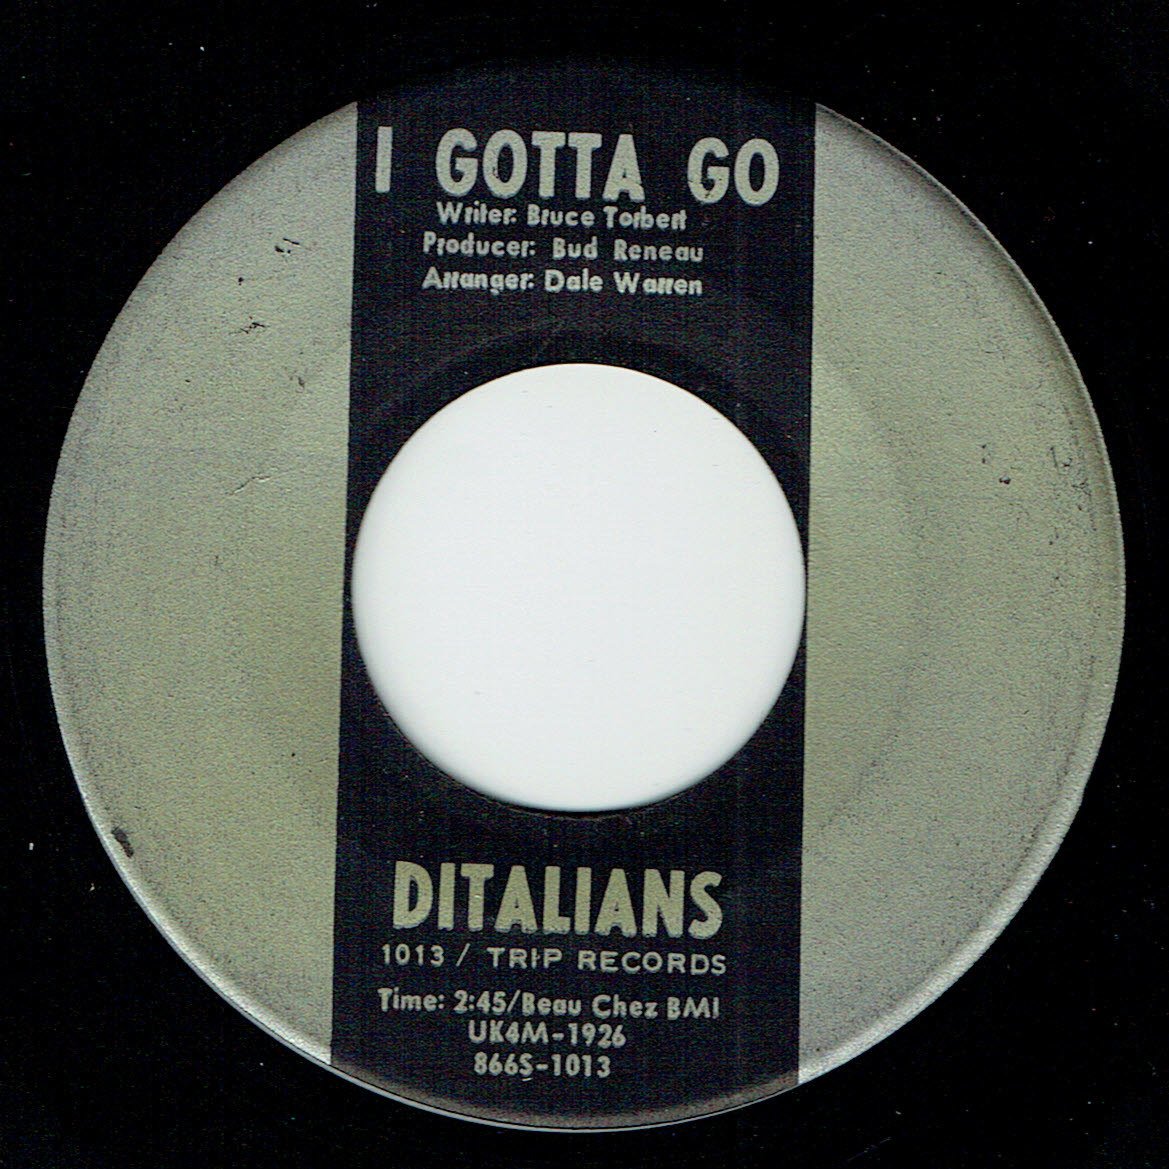 I GOTTA GO
Writer: Bruce Torbert
Producer: Bud Reneau
Arranger: Dale Warren
DITALIANS
1013 / TRIP RECORDS
Time: 2:45/Beau Chez BMI
UK4M-1926
866S-1013